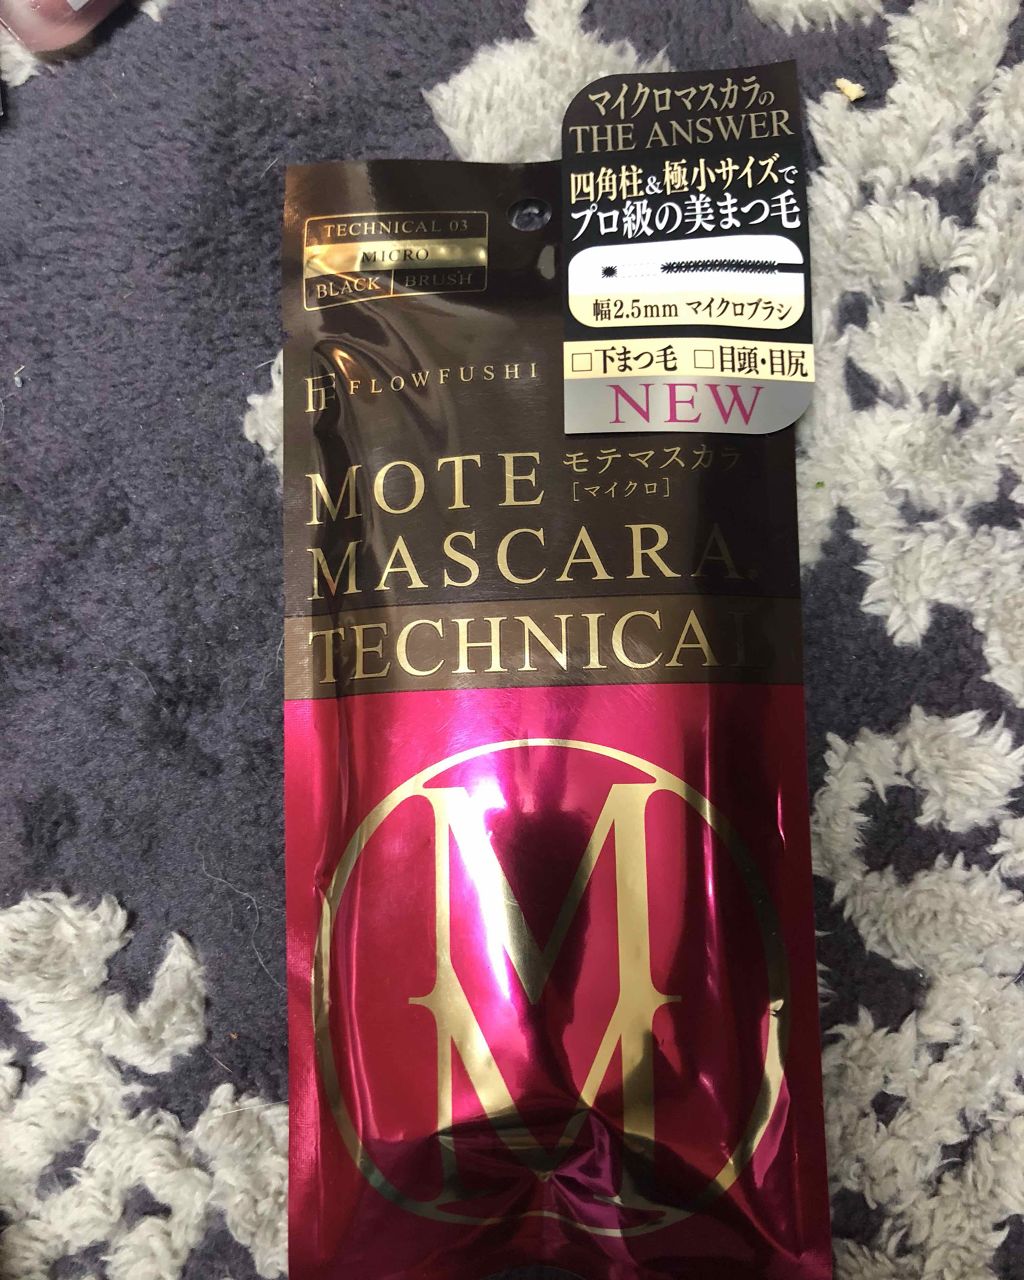 マイクロマスカラの
THE ANSWER
四角柱&極小サイズで
プロ級の美まつ毛
幅2.5mm マイクロブラシ
□下まつ毛 □目頭・目尻
NEW
TECHNICAL 03
MICRO
BLACK BRUSH
FF FLOWFUSHI
MOTE モテマスカラ
[マイクロ]
MASCARA
TECHNICAL
M